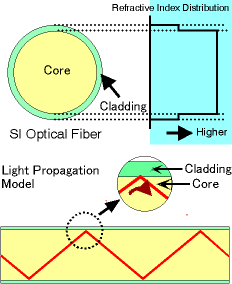 Refractive Index Distribution
Core
Cladding
SI Optical Fiber
Higher
Light Propagation
Model
Cladding
Core